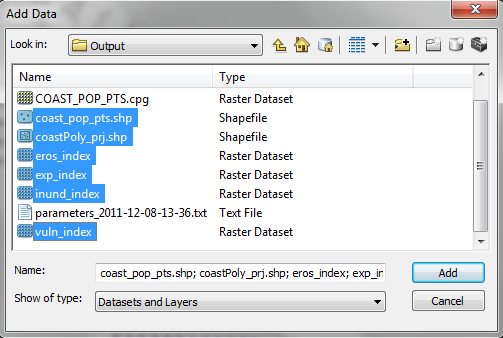 Add Data
Look in: Output
Name Type
COAST_POP_PTS.cpg Raster Dataset
coast_pop_pts.shp Shapefile
coastPoly_prj.shp Shapefile
eros_index Raster Dataset
exp_index Raster Dataset
inund_index Raster Dataset
parameters_2011-12-08-13-36.txt Text File
vuln_index Raster Dataset
Name: coast_pop_pts.shp; coastPoly_prj.shp; eros_index; exp_in Add
Show of type: Datasets and Layers Cancel